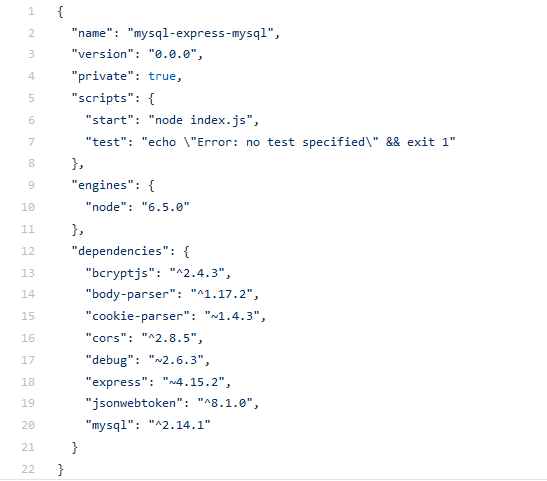 1 {
2   "name": "mysql-express-mysql",
3   "version": "0.0.0",
4   "private": true,
5   "scripts": {
6     "start": "node index.js",
7     "test": "echo \"Error: no test specified\" && exit 1"
8   },
9   "engines": {
10     "node": "6.5.0"
11   },
12   "dependencies": {
13     "bcryptjs": "^2.4.3",
14     "body-parser": "^1.17.2",
15     "cookie-parser": "~1.4.3",
16     "cors": "^2.8.5",
17     "debug": "~2.6.3",
18     "express": "~4.15.2",
19     "jsonwebtoken": "^8.1.0",
20     "mysql": "^2.14.1"
21   }
22 }